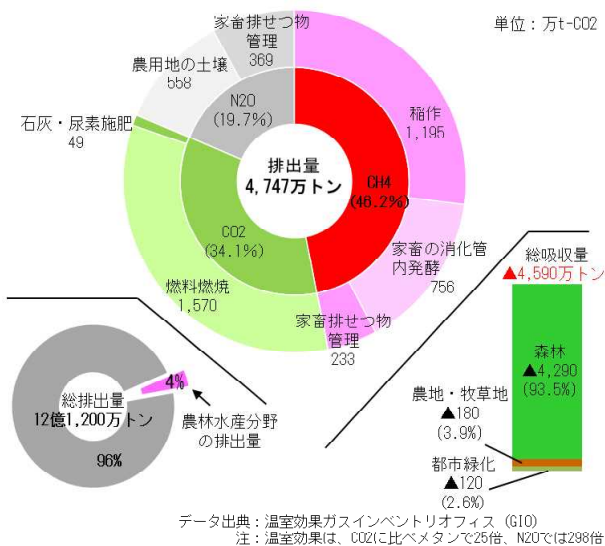 単位：万t-CO2
家畜排せつ物
管理
369
農用地の土壌
558
石灰・尿素施肥
49
N2O
(19.7%)
稲作
1,195
排出量
4,747万トン
CH4
(46.2%)
CO2
(34.1%)
燃料燃焼
1,570
家畜の消化管
内発酵
756
家畜排せつ物
管理
233
総吸収量
▲4,590万トン
森林
▲4,290
(93.5%)
農地・牧草地
▲180
(3.9%)
都市緑化
▲120
(2.6%)
4%
総排出量
12億1,200万トン
農林水産分野
の排出量
96%
データ出典：温室効果ガスインベントリオフィス（GIO）
注：温室効果は、CO2に比べメタンで25倍、N2Oでは298倍